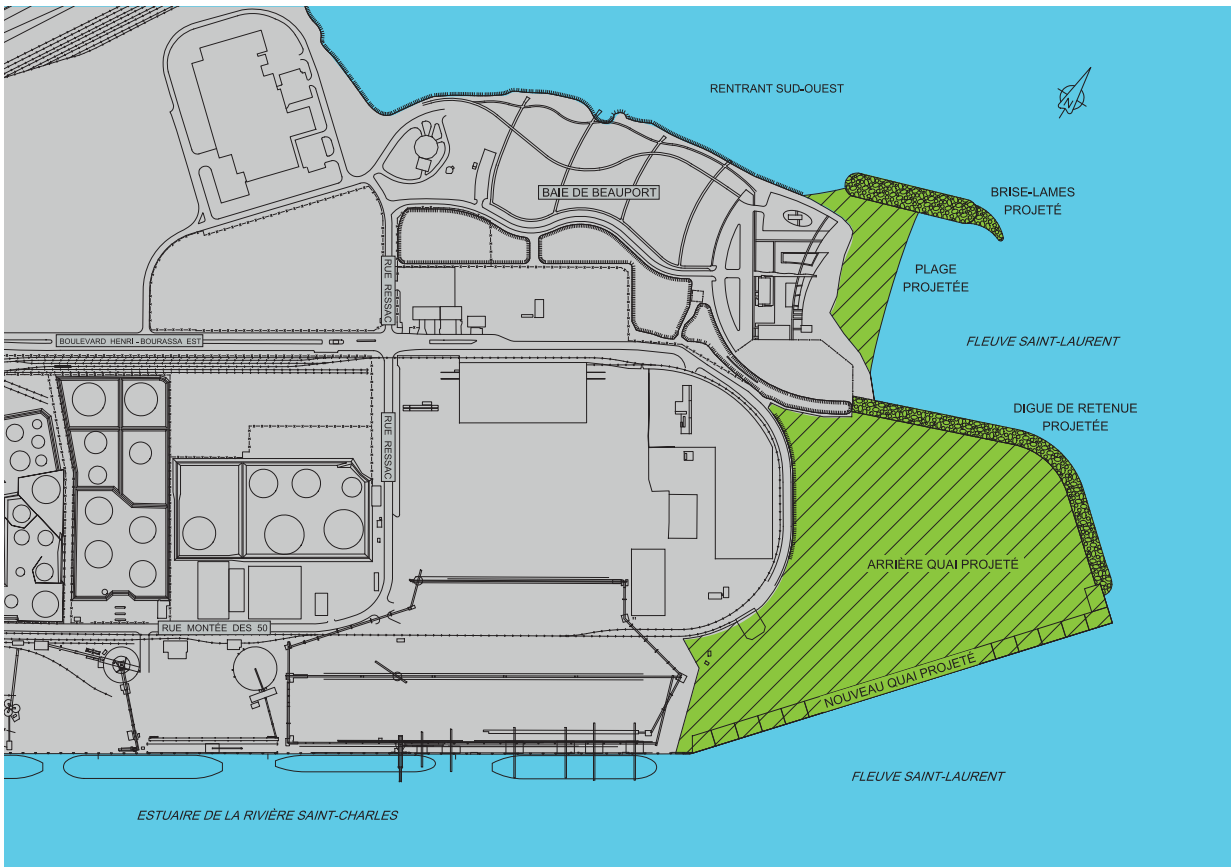 RENTRANT SUD-OUEST
N
BRISE-LAMES
PROJETÉ
BAIE DE BEAUPORT
PLAGE
PROJETÉE
RUE RESSAC
BOULEVARD HENRI-BOURASSA EST
FLEUVE SAINT-LAURENT
DIGUE DE RETENUE
PROJETÉE
RUE RESSAC
ARRIÈRE QUAI PROJETÉ
RUE MONTÉE DES 50
NOUVEAU QUAI PROJETÉ
FLEUVE SAINT-LAURENT
ESTUAIRE DE LA RIVIÈRE SAINT-CHARLES